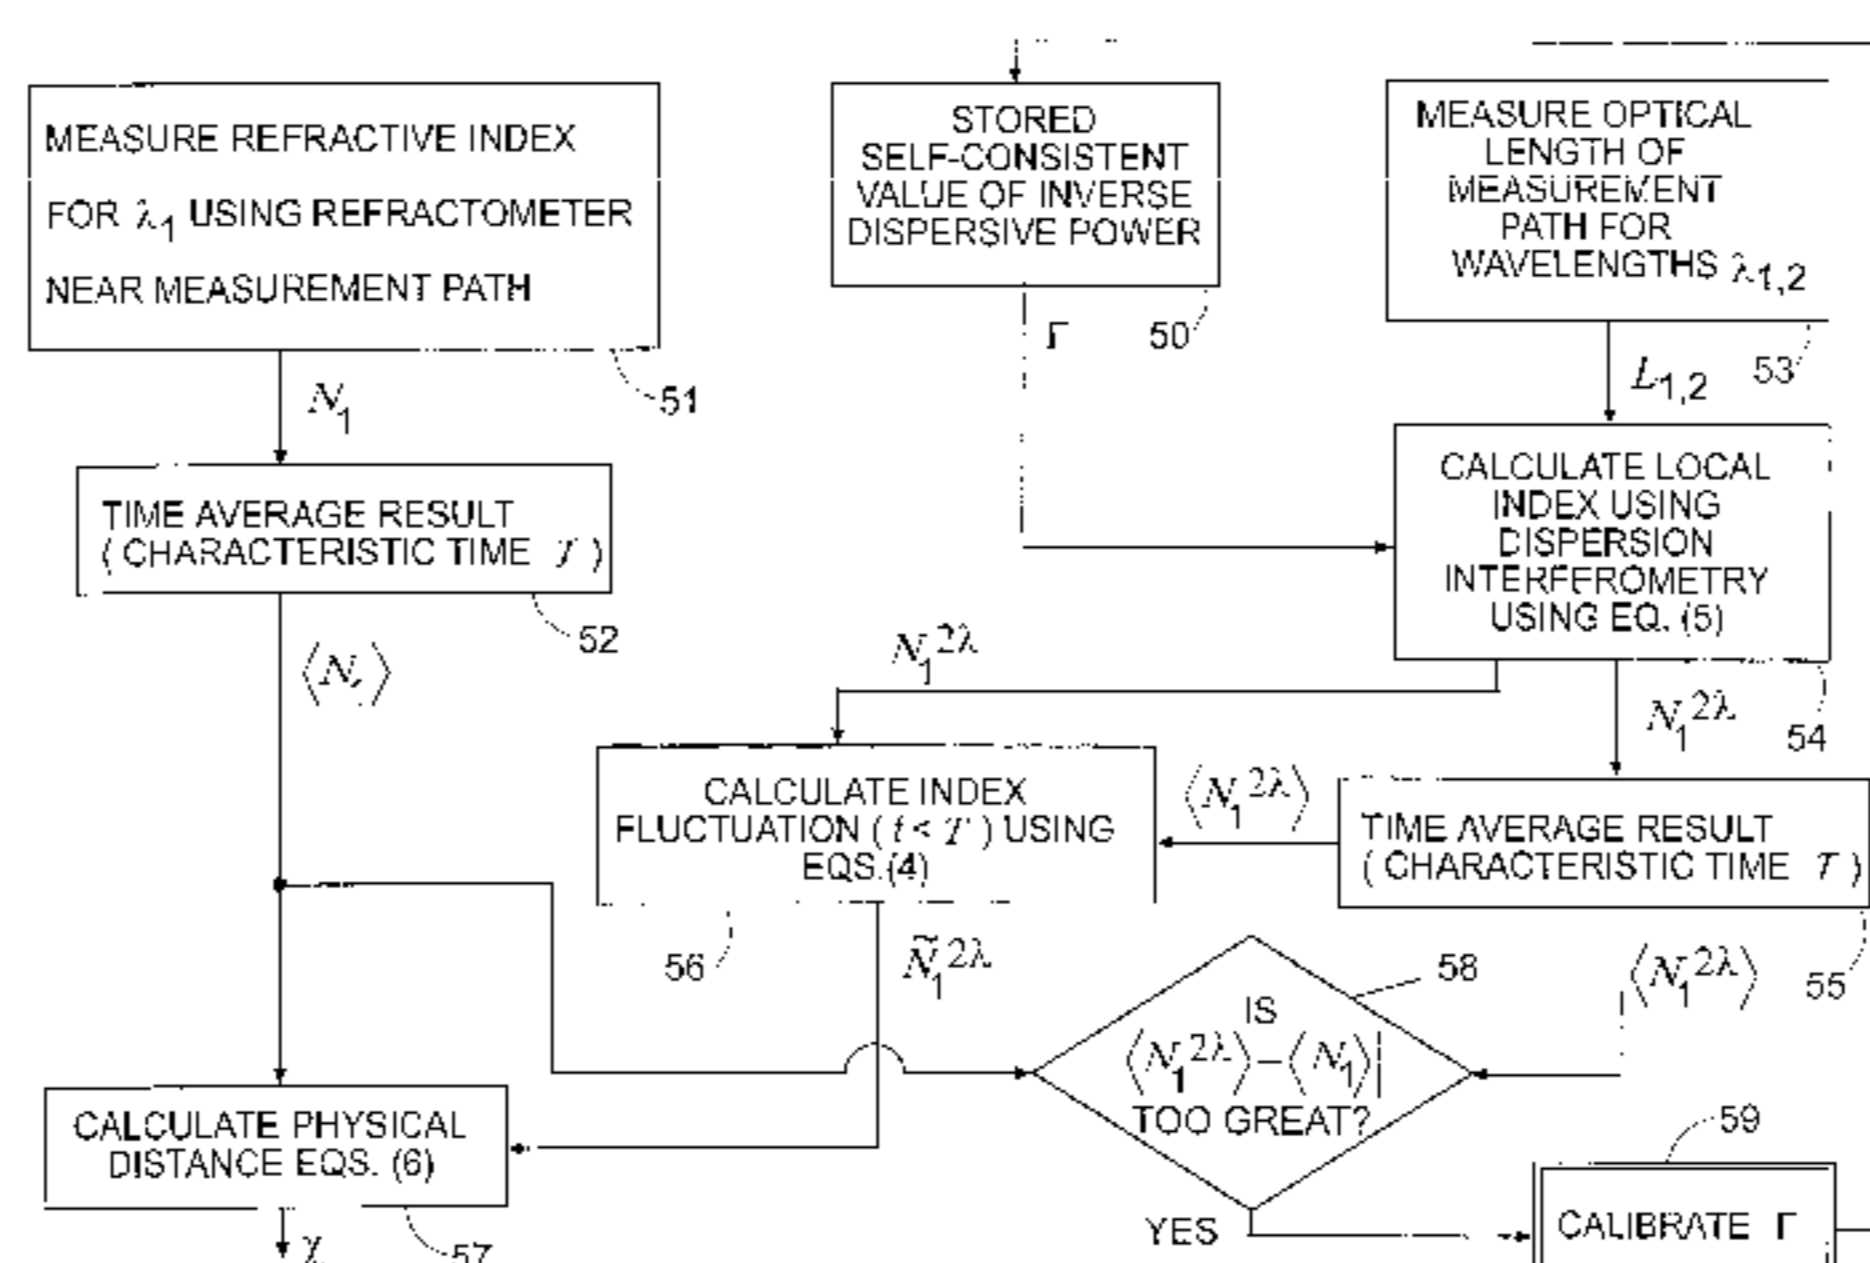 MEASURE REFRACTIVE INDEX
FOR λ1 USING REFRACTOMETER
NEAR MEASUREMENT PATH
51
N1
TIME AVERAGE RESULT
( CHARACTERISTIC TIME T )
52
STORED
SELF-CONSISTENT
VALUE OF INVERSE
DISPERSIVE POWER
50
Γ
MEASURE OPTICAL
LENGTH OF
MEASUREMENT
PATH FOR
WAVELENGTHS λ1,2
53
L1,2
CALCULATE LOCAL
INDEX USING
DISPERSION
INTERFEROMETRY
USING EQ. (5)
54
N1^2λ
N1^2λ
CALCULATE INDEX
FLUCTUATION ( t < T ) USING
EQS.(4)
56
⟨N1^2λ⟩
TIME AVERAGE RESULT
( CHARACTERISTIC TIME T )
55
Ñ1^2λ
⟨N1^2λ⟩
58
IS
⟨N1^2λ⟩–⟨N1⟩|
TOO GREAT?
YES
59
CALIBRATE Γ
CALCULATE PHYSICAL
DISTANCE EQS. (6)
57